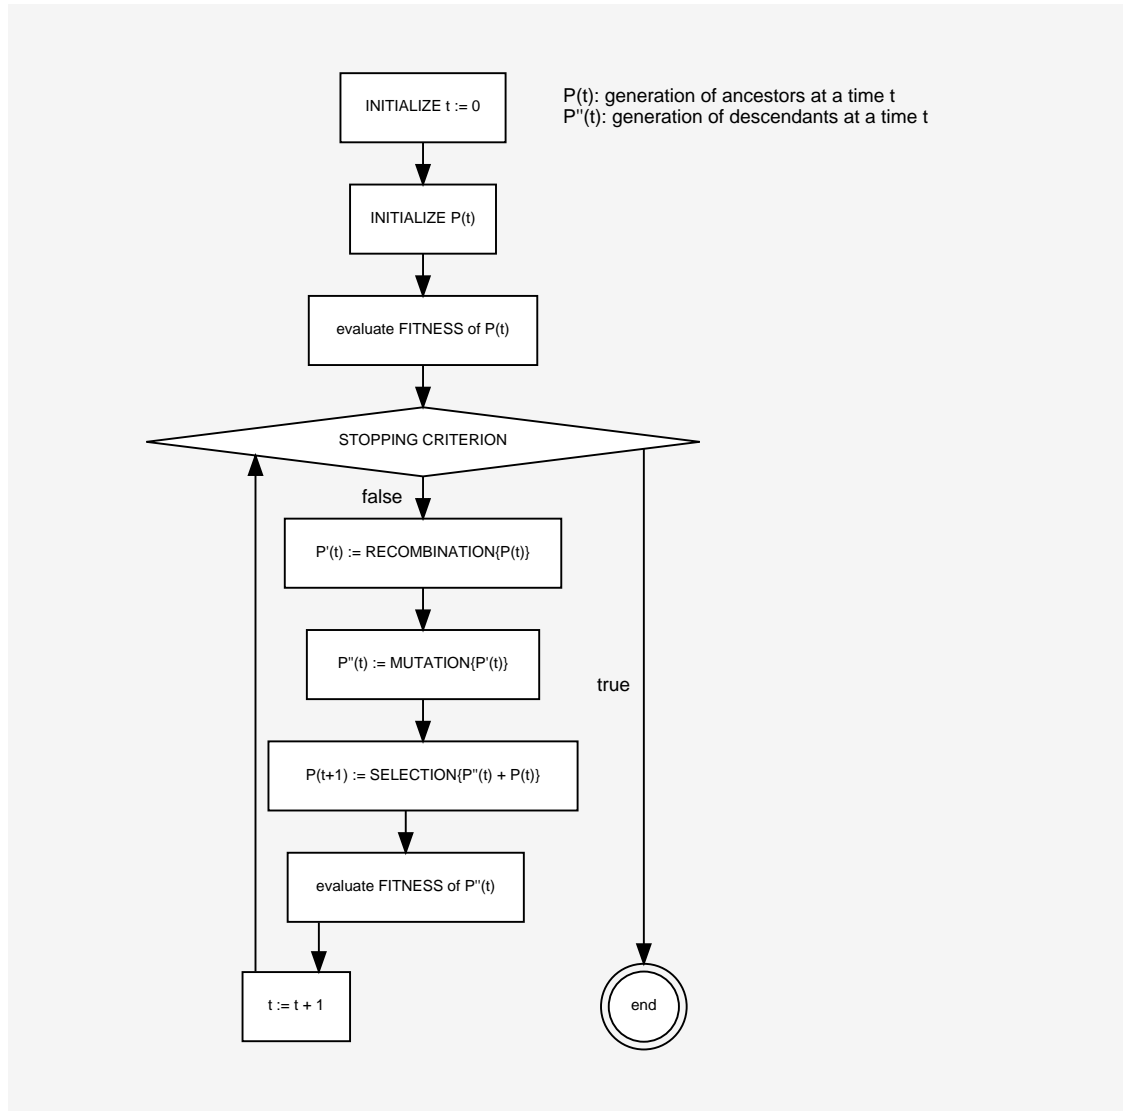 INITIALIZE t := 0
P(t): generation of ancestors at a time t
P"(t): generation of descendants at a time t
INITIALIZE P(t)
evaluate FITNESS of P(t)
STOPPING CRITERION
false
P'(t) := RECOMBINATION{P(t)}
P"(t) := MUTATION{P'(t)}
true
P(t+1) := SELECTION{P"(t) + P(t)}
evaluate FITNESS of P"(t)
t := t + 1
end